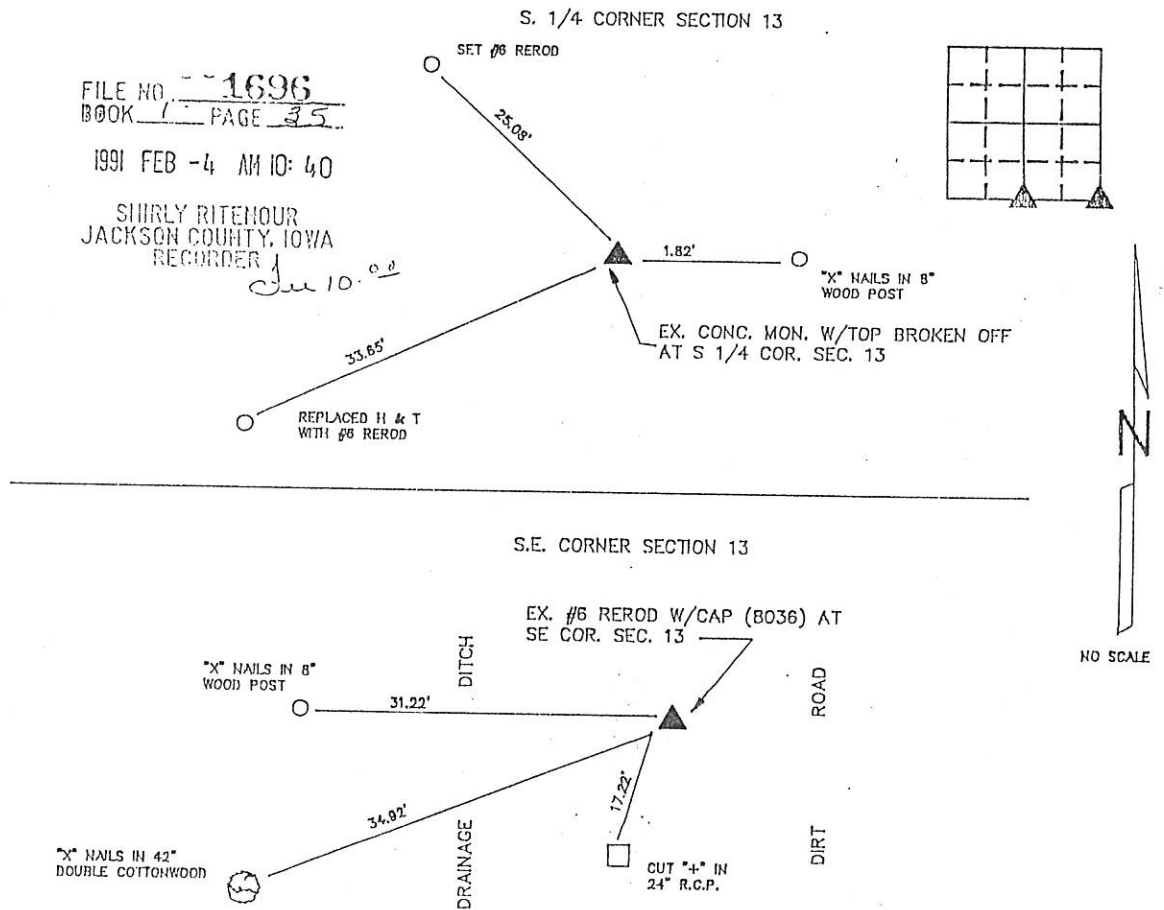 S. 1/4 CORNER SECTION 13
SET #6 REROD
FILE NO 1696
BOOK 1 PAGE 35
1991 FEB -4 AM 10: 40
SHIRLY RITENOUR
JACKSON COUNTY, IOWA
RECORDER
10.00
25.08'
1.82'
"X" NAILS IN 8"
WOOD POST
EX. CONC. MON. W/TOP BROKEN OFF
AT S 1/4 COR. SEC. 13
33.65'
REPLACED H & T
WITH #6 REROD
N
NO SCALE
S.E. CORNER SECTION 13
EX. #6 REROD W/CAP (8036) AT
SE COR. SEC. 13
"X" NAILS IN 8"
WOOD POST
31.22'
DRAINAGE DITCH
DIRT ROAD
34.92'
17.22'
"X" NAILS IN 42"
DOUBLE COTTONWOOD
CUT "+" IN
24" R.C.P.